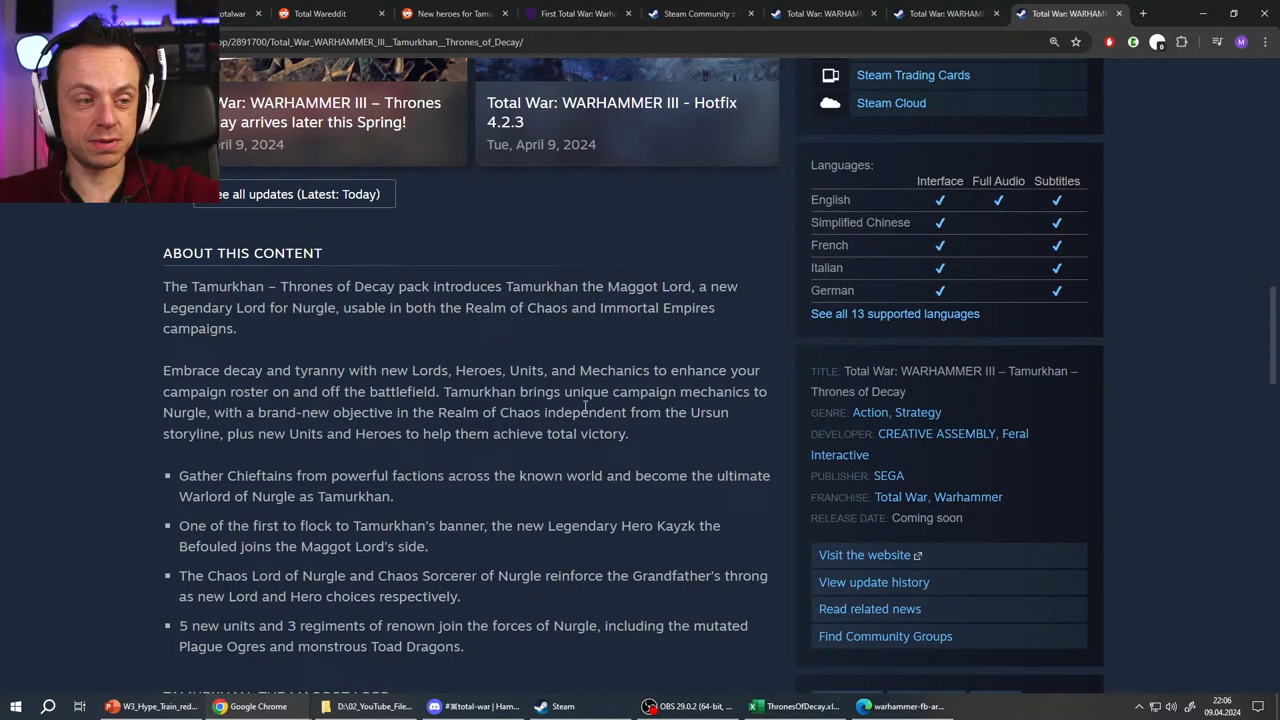 otalwar
Total Wareddit
New heroes for Tamu
First Total War: Warha
Steam Community ::
Total War: WARHAMM
Total War: WARHAM
Total War: WARHAMM
pp/2891700/Total_War_WARHAMMER_III__Tamurkhan__Thrones_of_Decay/
War: WARHAMMER III – Thrones
ay arrives later this Spring!
ril 9, 2024
Total War: WARHAMMER III - Hotfix
4.2.3
Tue, April 9, 2024
ee all updates (Latest: Today)
ABOUT THIS CONTENT
The Tamurkhan – Thrones of Decay pack introduces Tamurkhan the Maggot Lord, a new
Legendary Lord for Nurgle, usable in both the Realm of Chaos and Immortal Empires
campaigns.
Embrace decay and tyranny with new Lords, Heroes, Units, and Mechanics to enhance your
campaign roster on and off the battlefield. Tamurkhan brings unique campaign mechanics to
Nurgle, with a brand-new objective in the Realm of Chaos independent from the Ursun
storyline, plus new Units and Heroes to help them achieve total victory.
Gather Chieftains from powerful factions across the known world and become the ultimate
Warlord of Nurgle as Tamurkhan.
One of the first to flock to Tamurkhan's banner, the new Legendary Hero Kayzk the
Befouled joins the Maggot Lord's side.
The Chaos Lord of Nurgle and Chaos Sorcerer of Nurgle reinforce the Grandfather's throng
as new Lord and Hero choices respectively.
5 new units and 3 regiments of renown join the forces of Nurgle, including the mutated
Plague Ogres and monstrous Toad Dragons.
Steam Trading Cards
Steam Cloud
Languages:
Interface Full Audio Subtitles
English ✔ ✔ ✔
Simplified Chinese ✔ ✔
French ✔ ✔
Italian ✔ ✔
German ✔ ✔
See all 13 supported languages
TITLE: Total War: WARHAMMER III – Tamurkhan –
Thrones of Decay
GENRE: Action, Strategy
DEVELOPER: CREATIVE ASSEMBLY, Feral
Interactive
PUBLISHER: SEGA
FRANCHISE: Total War, Warhammer
RELEASE DATE: Coming soon
Visit the website
View update history
Read related news
Find Community Groups
W3_Hype_Train_red...
Google Chrome
D:\02_YouTube_File...
total-war | Ham...
Steam
OBS 29.0.2 (64-bit, ...
ThronesOfDecay.xl...
warhammer-fb-ar...
22:06
09.04.2024